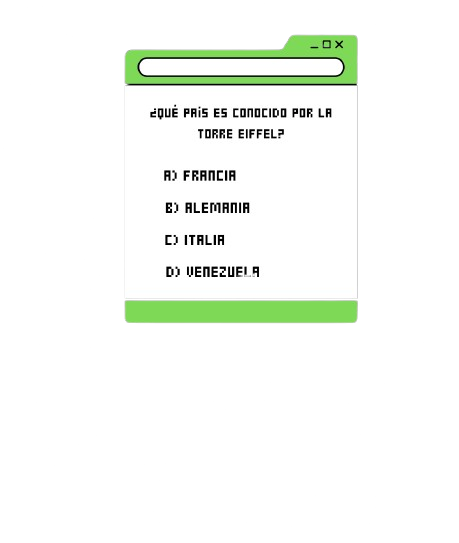 ¿QUÉ PAÍS ES CONOCIDO POR LA
TORRE EIFFEL?
A) FRANCIA
B) ALEMANIA
C) ITALIA
D) VENEZUELA